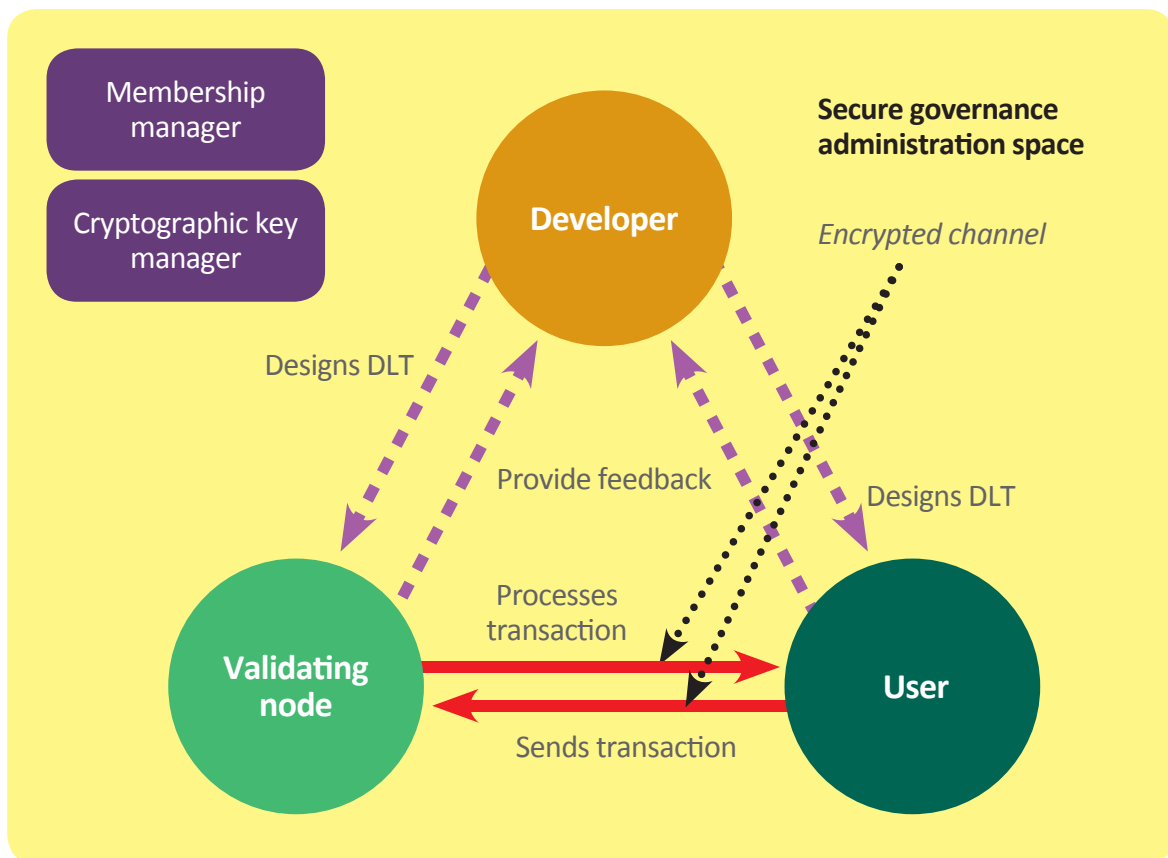 Membership
manager
Cryptographic key
manager
Secure governance
administration space
Developer
Encrypted channel
Designs DLT
Provide feedback
Designs DLT
Processes
transaction
Validating
node
User
Sends transaction